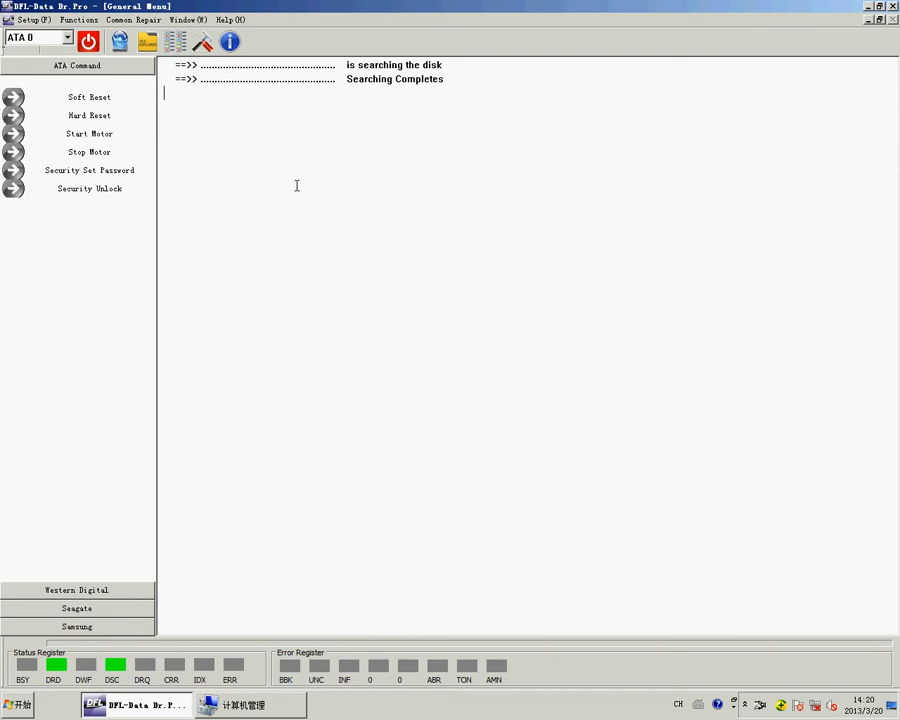 DFL-Data Dr.Pro - [General Menu]
Setup(F) Functions Common Repair Window(W) Help(H)
ATA 0
ATA Command
==>> ................................................ is searching the disk
==>> ................................................ Searching Completes
Soft Reset
Hard Reset
Start Motor
Stop Motor
Security Set Password
Security Unlock
Western Digital
Seagate
Samsung
Status Register
BSY DRD DWF DSC DRQ CRR IDX ERR
Error Register
BBK UNC INF 0 0 ABR TON AMN
开始
DFL DFL-Data Dr.P...
计算机管理
CH
14:20
2013/3/20